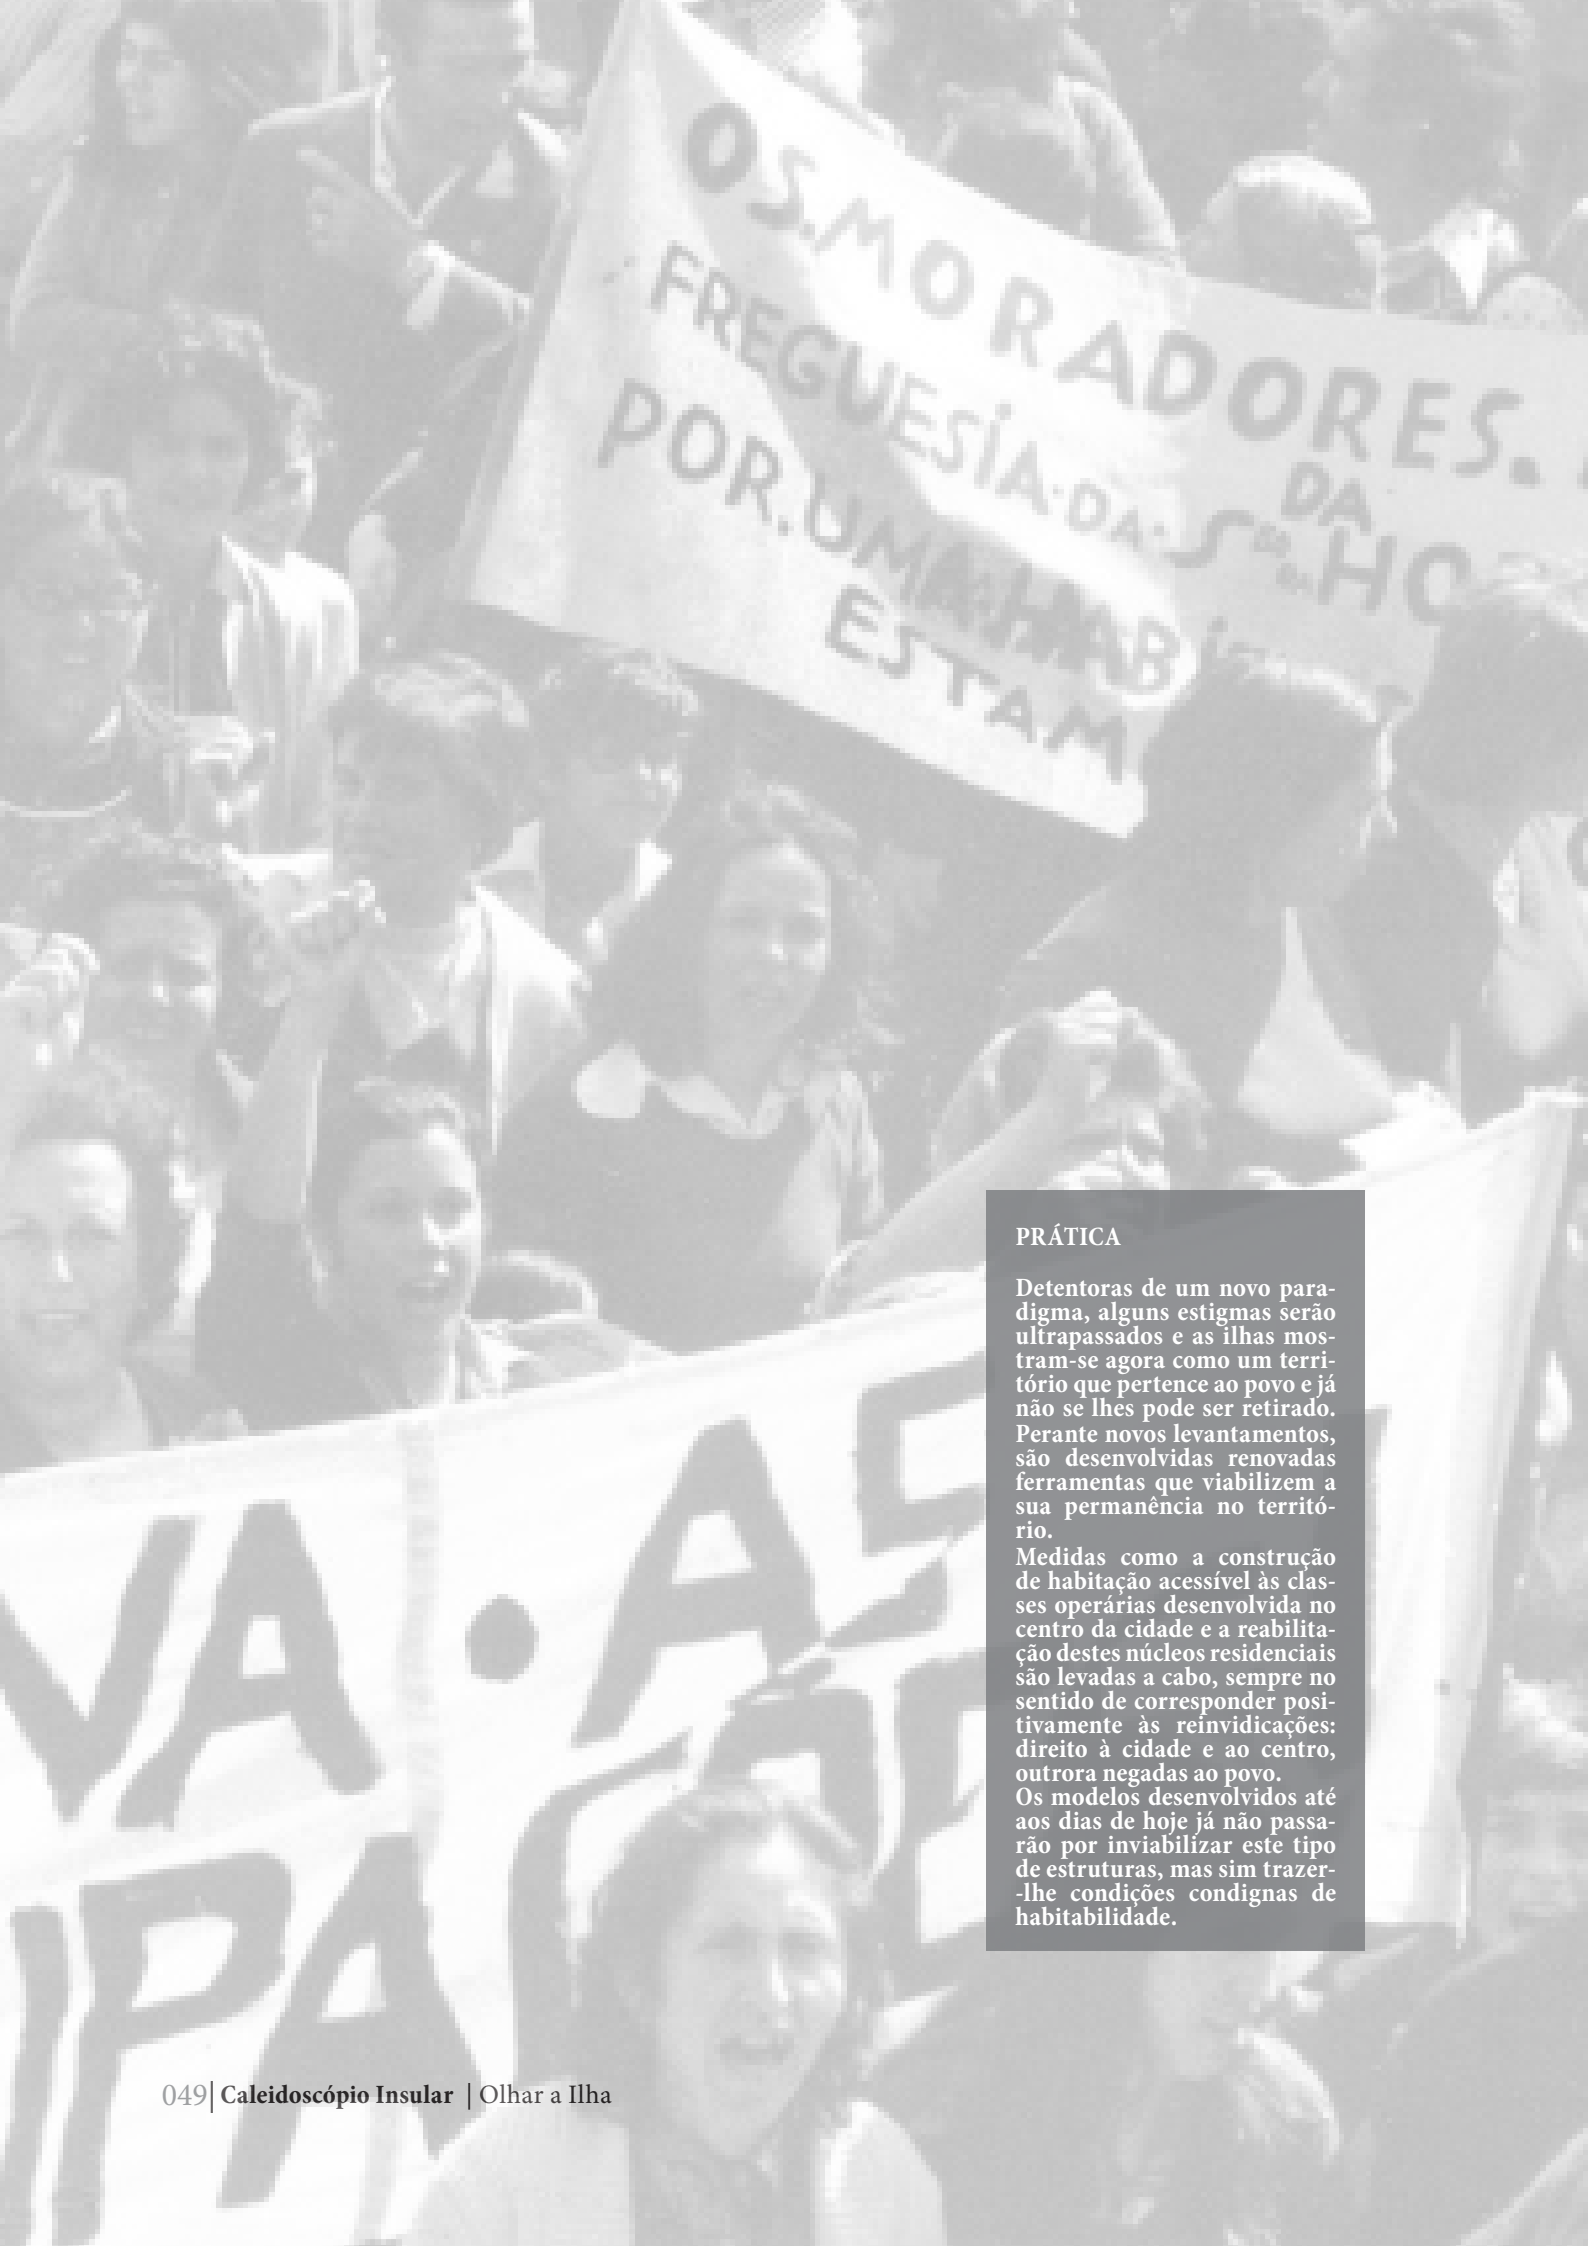 OS.MORADORES.
DA
FREGUESIA.DA.S HO
POR.UMA.HAB
ESTAM
PRÁTICA
Detentoras de um novo para-
digma, alguns estigmas serão
ultrapassados e as ilhas mos-
tram-se agora como um terri-
tório que pertence ao povo e já
não se lhes pode ser retirado.
Perante novos levantamentos,
são desenvolvidas renovadas
ferramentas que viabilizem a
sua permanência no territó-
rio.
Medidas como a construção
de habitação acessível às clas-
ses operárias desenvolvida no
centro da cidade e a reabilita-
ção destes núcleos residenciais
são levadas a cabo, sempre no
sentido de corresponder posi-
tivamente às reinvidicações:
direito à cidade e ao centro,
outrora negadas ao povo.
Os modelos desenvolvidos até
aos dias de hoje já não passa-
rão por inviabilizar este tipo
de estruturas, mas sim trazer-
-lhe condições condignas de
habitabilidade.
VA · AS
IPA
049| Caleidoscópio Insular | Olhar a Ilha